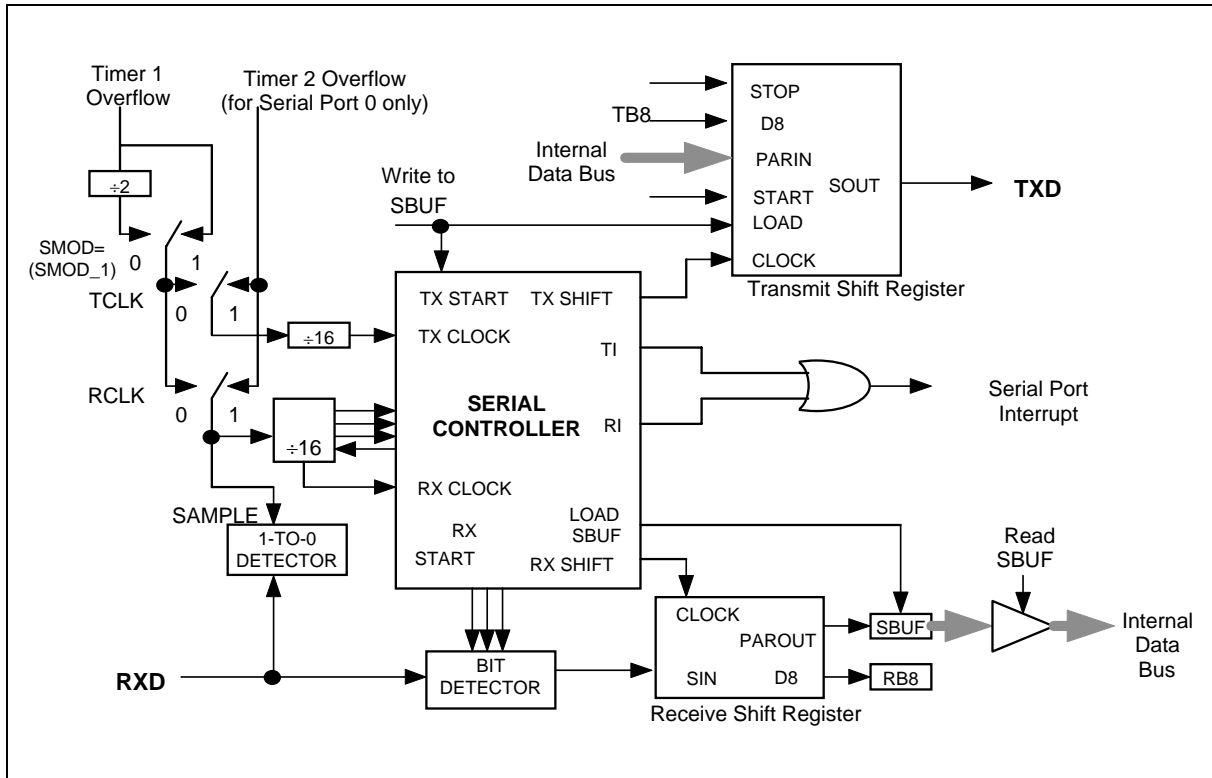 Timer 1
Overflow
Timer 2 Overflow
(for Serial Port 0 only)
÷2
SMOD=
(SMOD_1)
0
1
TCLK
0
1
÷16
RCLK
0
1
÷16
SAMPLE
1-TO-0
DETECTOR
RXD
Write to
SBUF
TX START
TX SHIFT
TX CLOCK
TI
SERIAL
CONTROLLER
RI
RX CLOCK
LOAD
SBUF
RX
START
RX SHIFT
BIT
DETECTOR
TB8
Internal
Data Bus
STOP
D8
PARIN
SOUT
START
LOAD
CLOCK
Transmit Shift Register
TXD
Serial Port
Interrupt
CLOCK
PAROUT
SIN
D8
Receive Shift Register
SBUF
RB8
Read
SBUF
Internal
Data
Bus